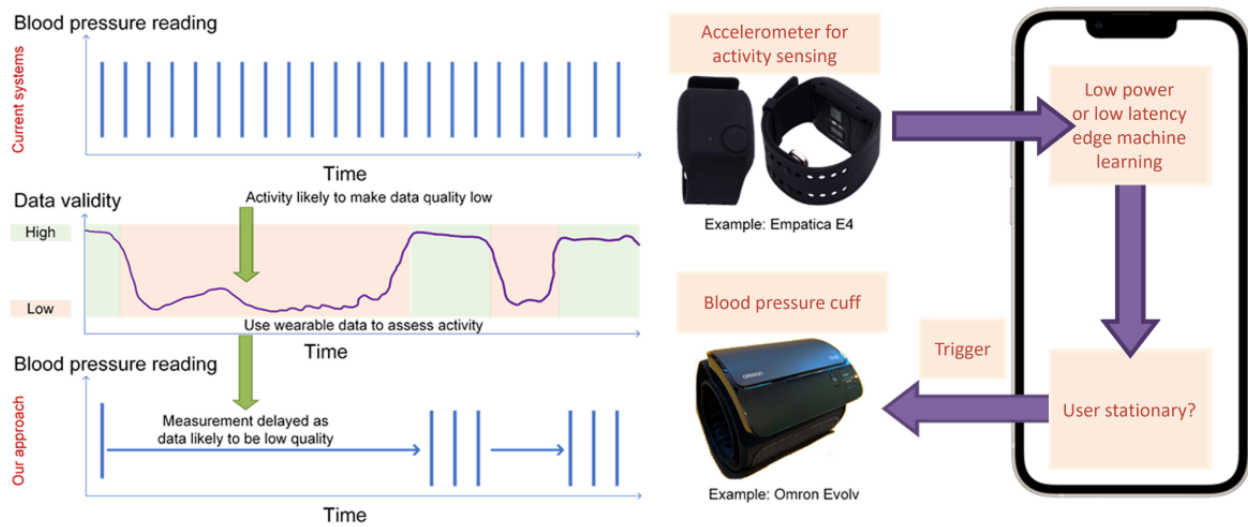 Blood pressure reading
Current systems
Time
Data validity
Activity likely to make data quality low
High
Low
Use wearable data to assess activity
Time
Blood pressure reading
Our approach
Measurement delayed as
data likely to be low quality
Time
Accelerometer for
activity sensing
Example: Empatica E4
Blood pressure cuff
OMRON
Example: Omron Evolv
Low power
or low latency
edge machine
learning
Trigger
User stationary?